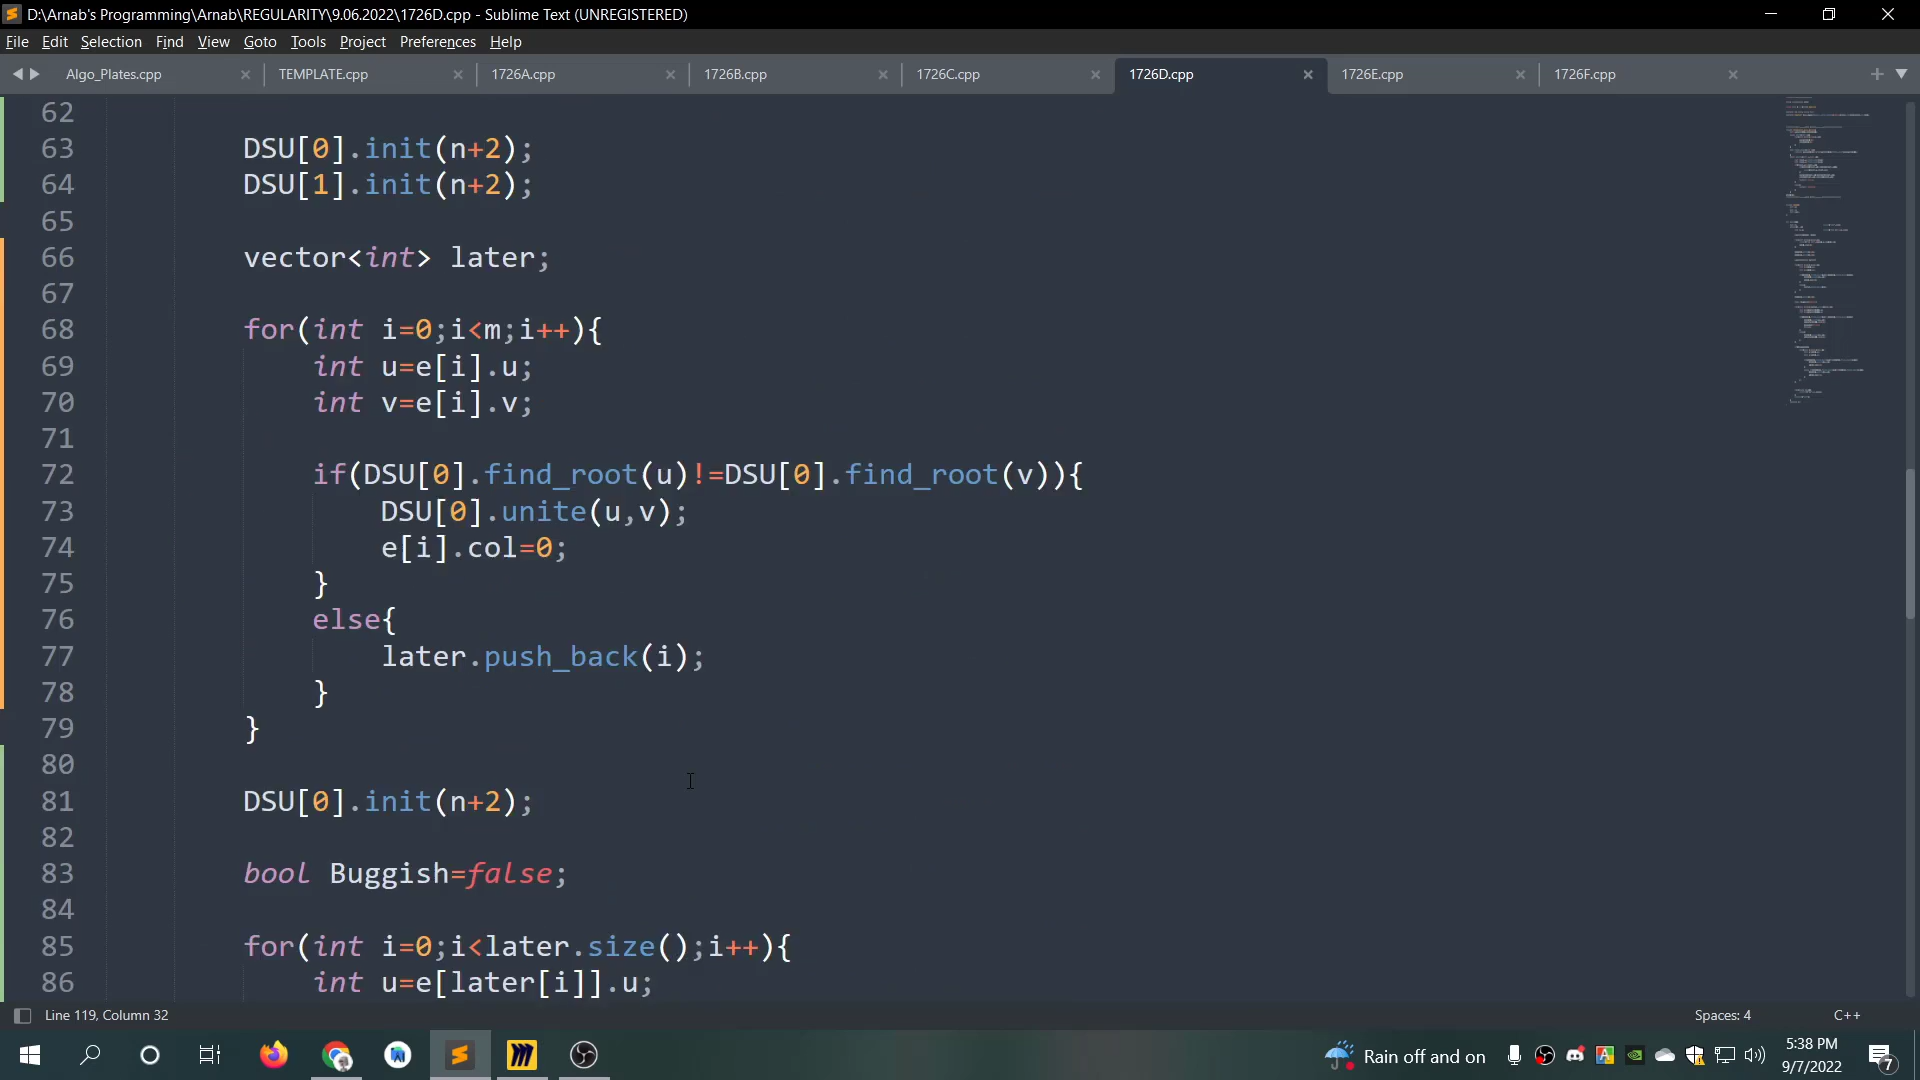 D:\Arnab's Programming\Arnab\REGULARITY\9.06.2022\1726D.cpp - Sublime Text (UNREGISTERED)
File Edit Selection Find View Goto Tools Project Preferences Help
Algo_Plates.cpp TEMPLATE.cpp 1726A.cpp 1726B.cpp 1726C.cpp 1726D.cpp 1726E.cpp 1726F.cpp
62
63 DSU[0].init(n+2);
64 DSU[1].init(n+2);
65
66 vector<int> later;
67
68 for(int i=0;i<m;i++){
69 int u=e[i].u;
70 int v=e[i].v;
71
72 if(DSU[0].find_root(u)!=DSU[0].find_root(v)){
73 DSU[0].unite(u,v);
74 e[i].col=0;
75 }
76 else{
77 later.push_back(i);
78 }
79 }
80
81 DSU[0].init(n+2);
82
83 bool Buggish=false;
84
85 for(int i=0;i<later.size();i++){
86 int u=e[later[i]].u;
Line 119, Column 32 Spaces: 4 C++
Rain off and on 5:38 PM
9/7/2022 7